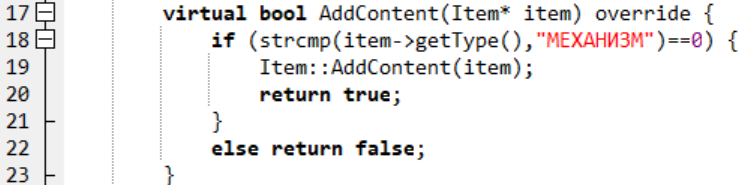 17 virtual bool AddContent(Item* item) override {
18 if (strcmp(item->getType(),"МЕХАНИЗМ")==0) {
19 Item::AddContent(item);
20 return true;
21 }
22 else return false;
23 }